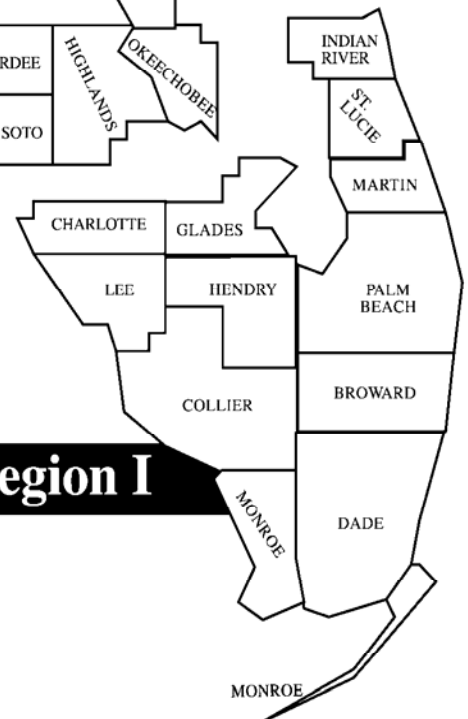 INDIAN
RIVER
OKEECHOBEE
HIGHLANDS
RDEE
ST.
LUCIE
SOTO
MARTIN
CHARLOTTE
GLADES
LEE
HENDRY
PALM
BEACH
BROWARD
COLLIER
egion I
MONROE
DADE
MONROE